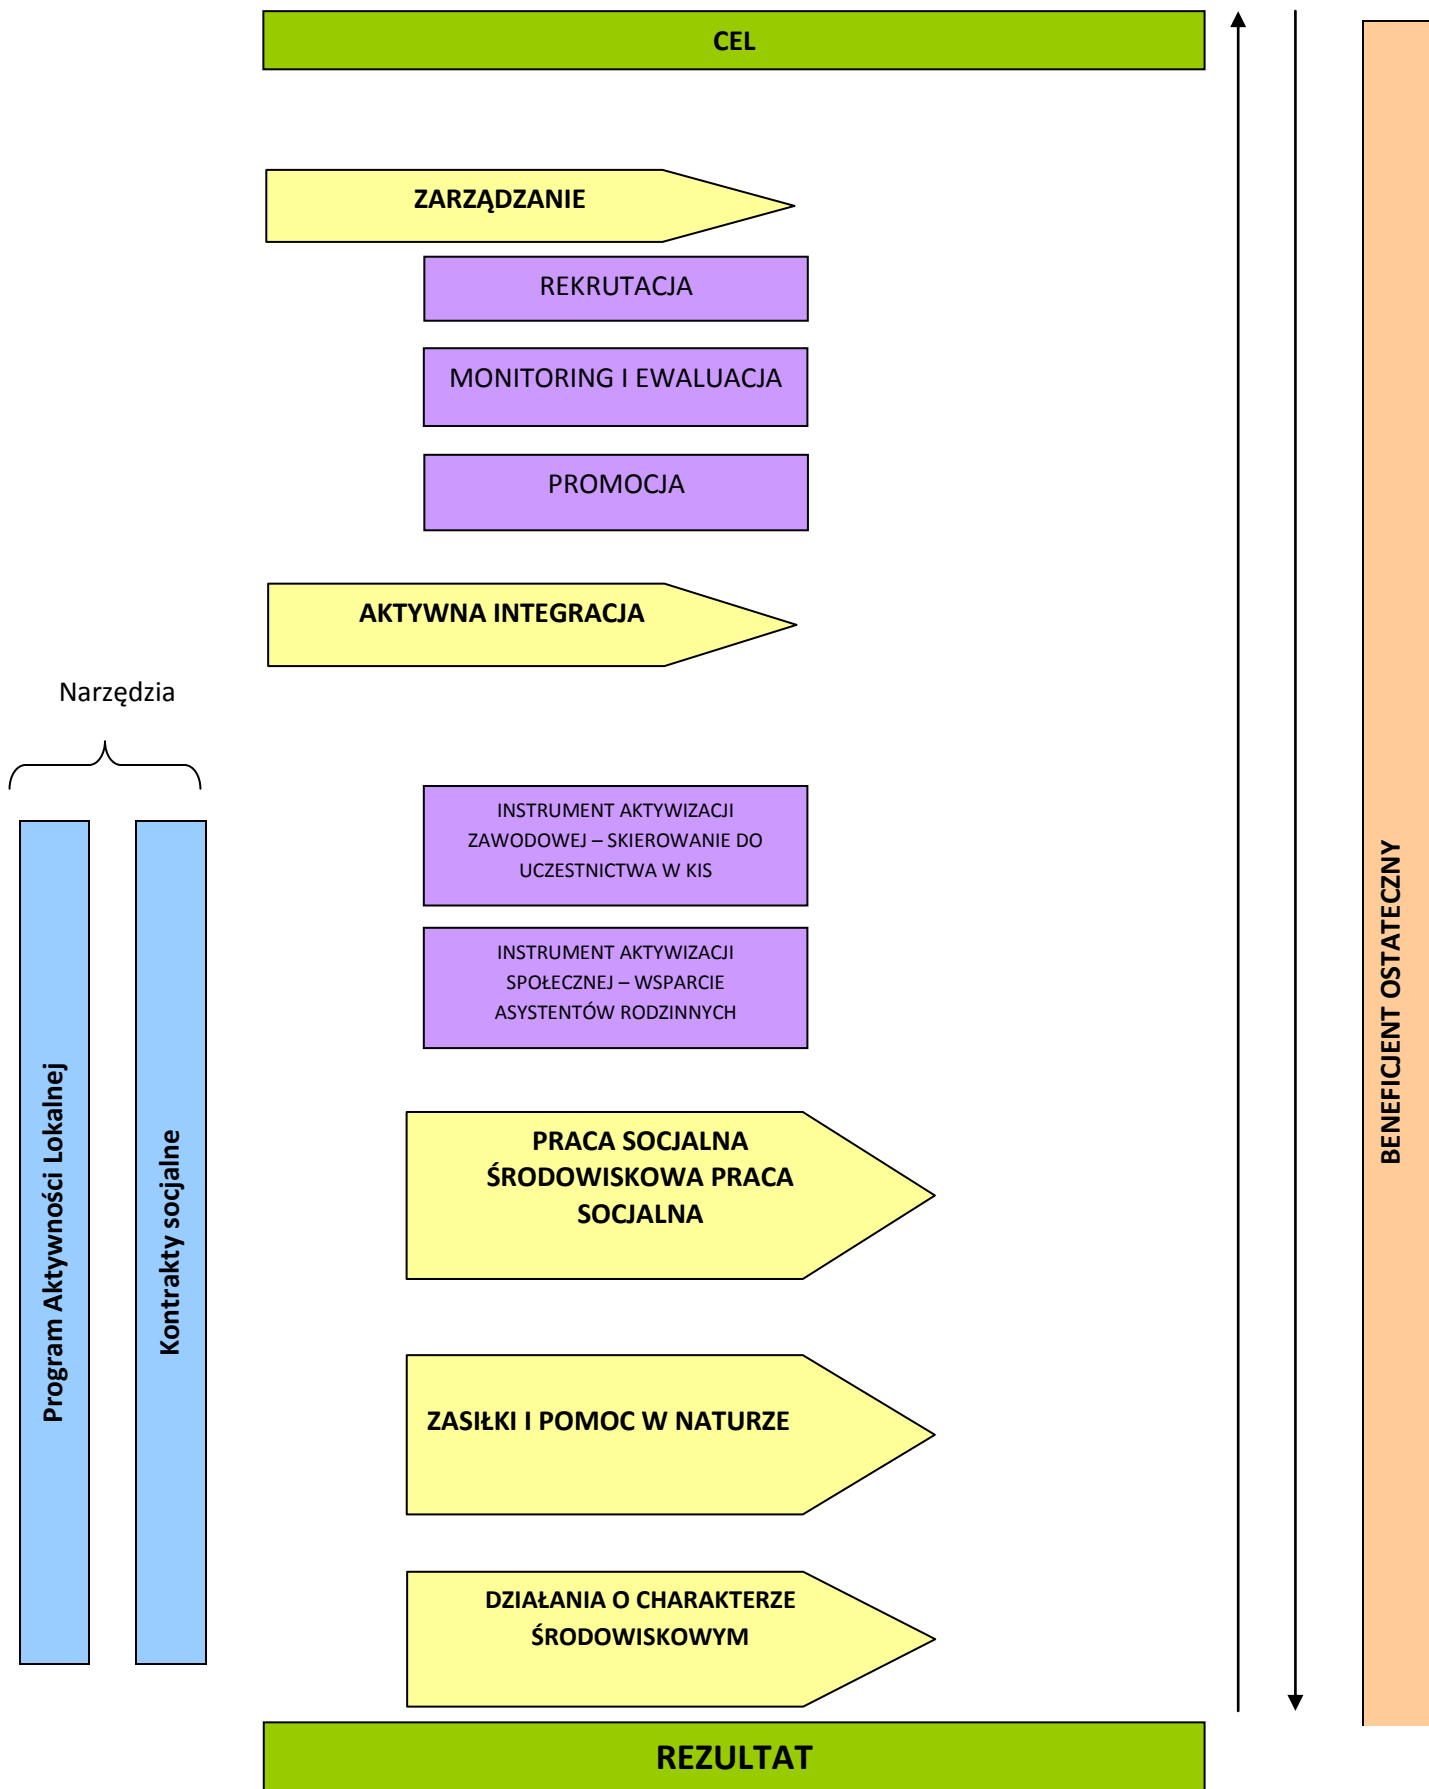 CEL
ZARZĄDZANIE
REKRUTACJA
MONITORING I EWALUACJA
PROMOCJA
AKTYWNA INTEGRACJA
Narzędzia
INSTRUMENT AKTYWIZACJI
ZAWODOWEJ – SKIEROWANIE DO
UCZESTNICTWA W KIS
INSTRUMENT AKTYWIZACJI
SPOŁECZNEJ – WSPARCIE
ASYSTENTÓW RODZINNYCH
Program Aktywności Lokalnej
Kontrakty socjalne
PRACA SOCJALNA
ŚRODOWISKOWA PRACA
SOCJALNA
ZASIŁKI I POMOC W NATURZE
DZIAŁANIA O CHARAKTERZE
ŚRODOWISKOWYM
BENEFICJENT OSTATECZNY
REZULTAT